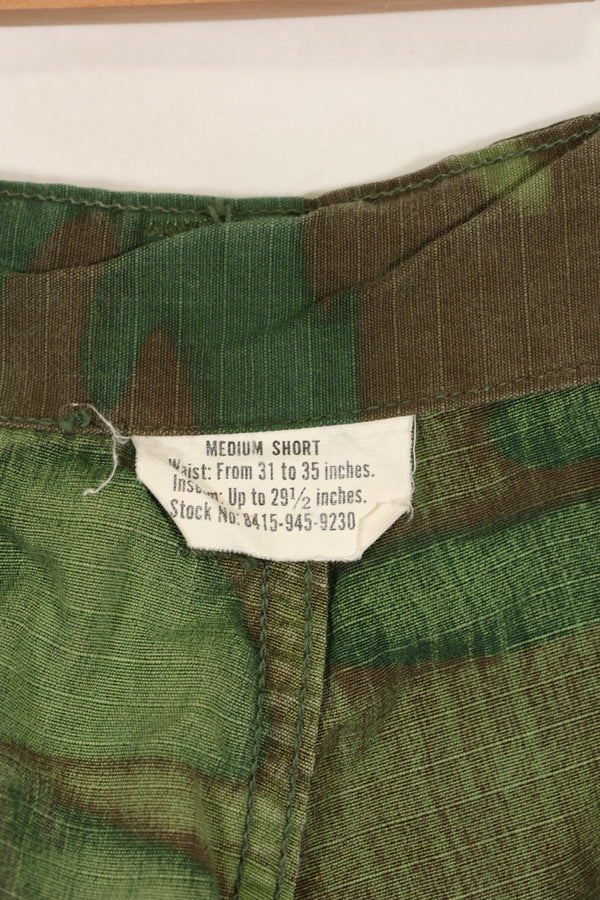 MEDIUM SHORT
Waist: From 31 to 35 inches.
Inseam: Up to 29½ inches.
Stock No: 8415-945-9230